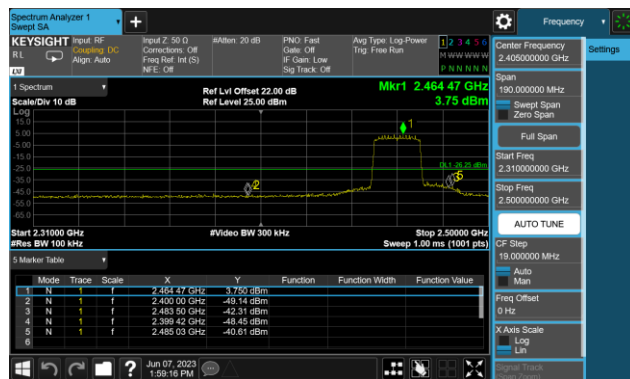 Spectrum Analyzer 1
Swept SA
Frequency
KEYSIGHT
Input: RF
Input Z: 50 Ω
#Atten: 20 dB
PNO: Fast
Avg Type: Log-Power
1 2 3 4 5 6
R L
Coupling: DC
Corrections: Off
Gate: Off
Trig: Free Run
M W W W W W
Align: Auto
Freq Ref: Int (S)
IF Gain: Low
P N N N N N
NFE: Off
Sig Track: Off
1 Spectrum
Scale/Div 10 dB
Ref Lvl Offset 22.00 dB
Ref Level 25.00 dBm
Mkr1 2.464 47 GHz
3.75 dBm
Log
15.0
5.00
-5.00
-15.0
-25.0
-35.0
-45.0
-55.0
-65.0
1
2
5
DL1 -26.25 dBm
Start 2.31000 GHz
#Video BW 300 kHz
Stop 2.50000 GHz
#Res BW 100 kHz
Sweep 1.00 ms (1001 pts)
5 Marker Table
Mode Trace Scale X Y Function Function Width Function Value
1 N 1 f 2.464 47 GHz 3.750 dBm
2 N 1 f 2.400 00 GHz -49.14 dBm
3 N 1 f 2.483 50 GHz -42.31 dBm
4 N 1 f 2.399 42 GHz -48.45 dBm
5 N 1 f 2.485 03 GHz -40.61 dBm
6
Jun 07, 2023
1:59:16 PM
Settings
Center Frequency
2.405000000 GHz
Span
190.000000 MHz
Swept Span
Zero Span
Full Span
Start Freq
2.310000000 GHz
Stop Freq
2.500000000 GHz
AUTO TUNE
CF Step
19.000000 MHz
Auto
Man
Freq Offset
0 Hz
X Axis Scale
Log
Lin
Signal Track
(Span Zoom)